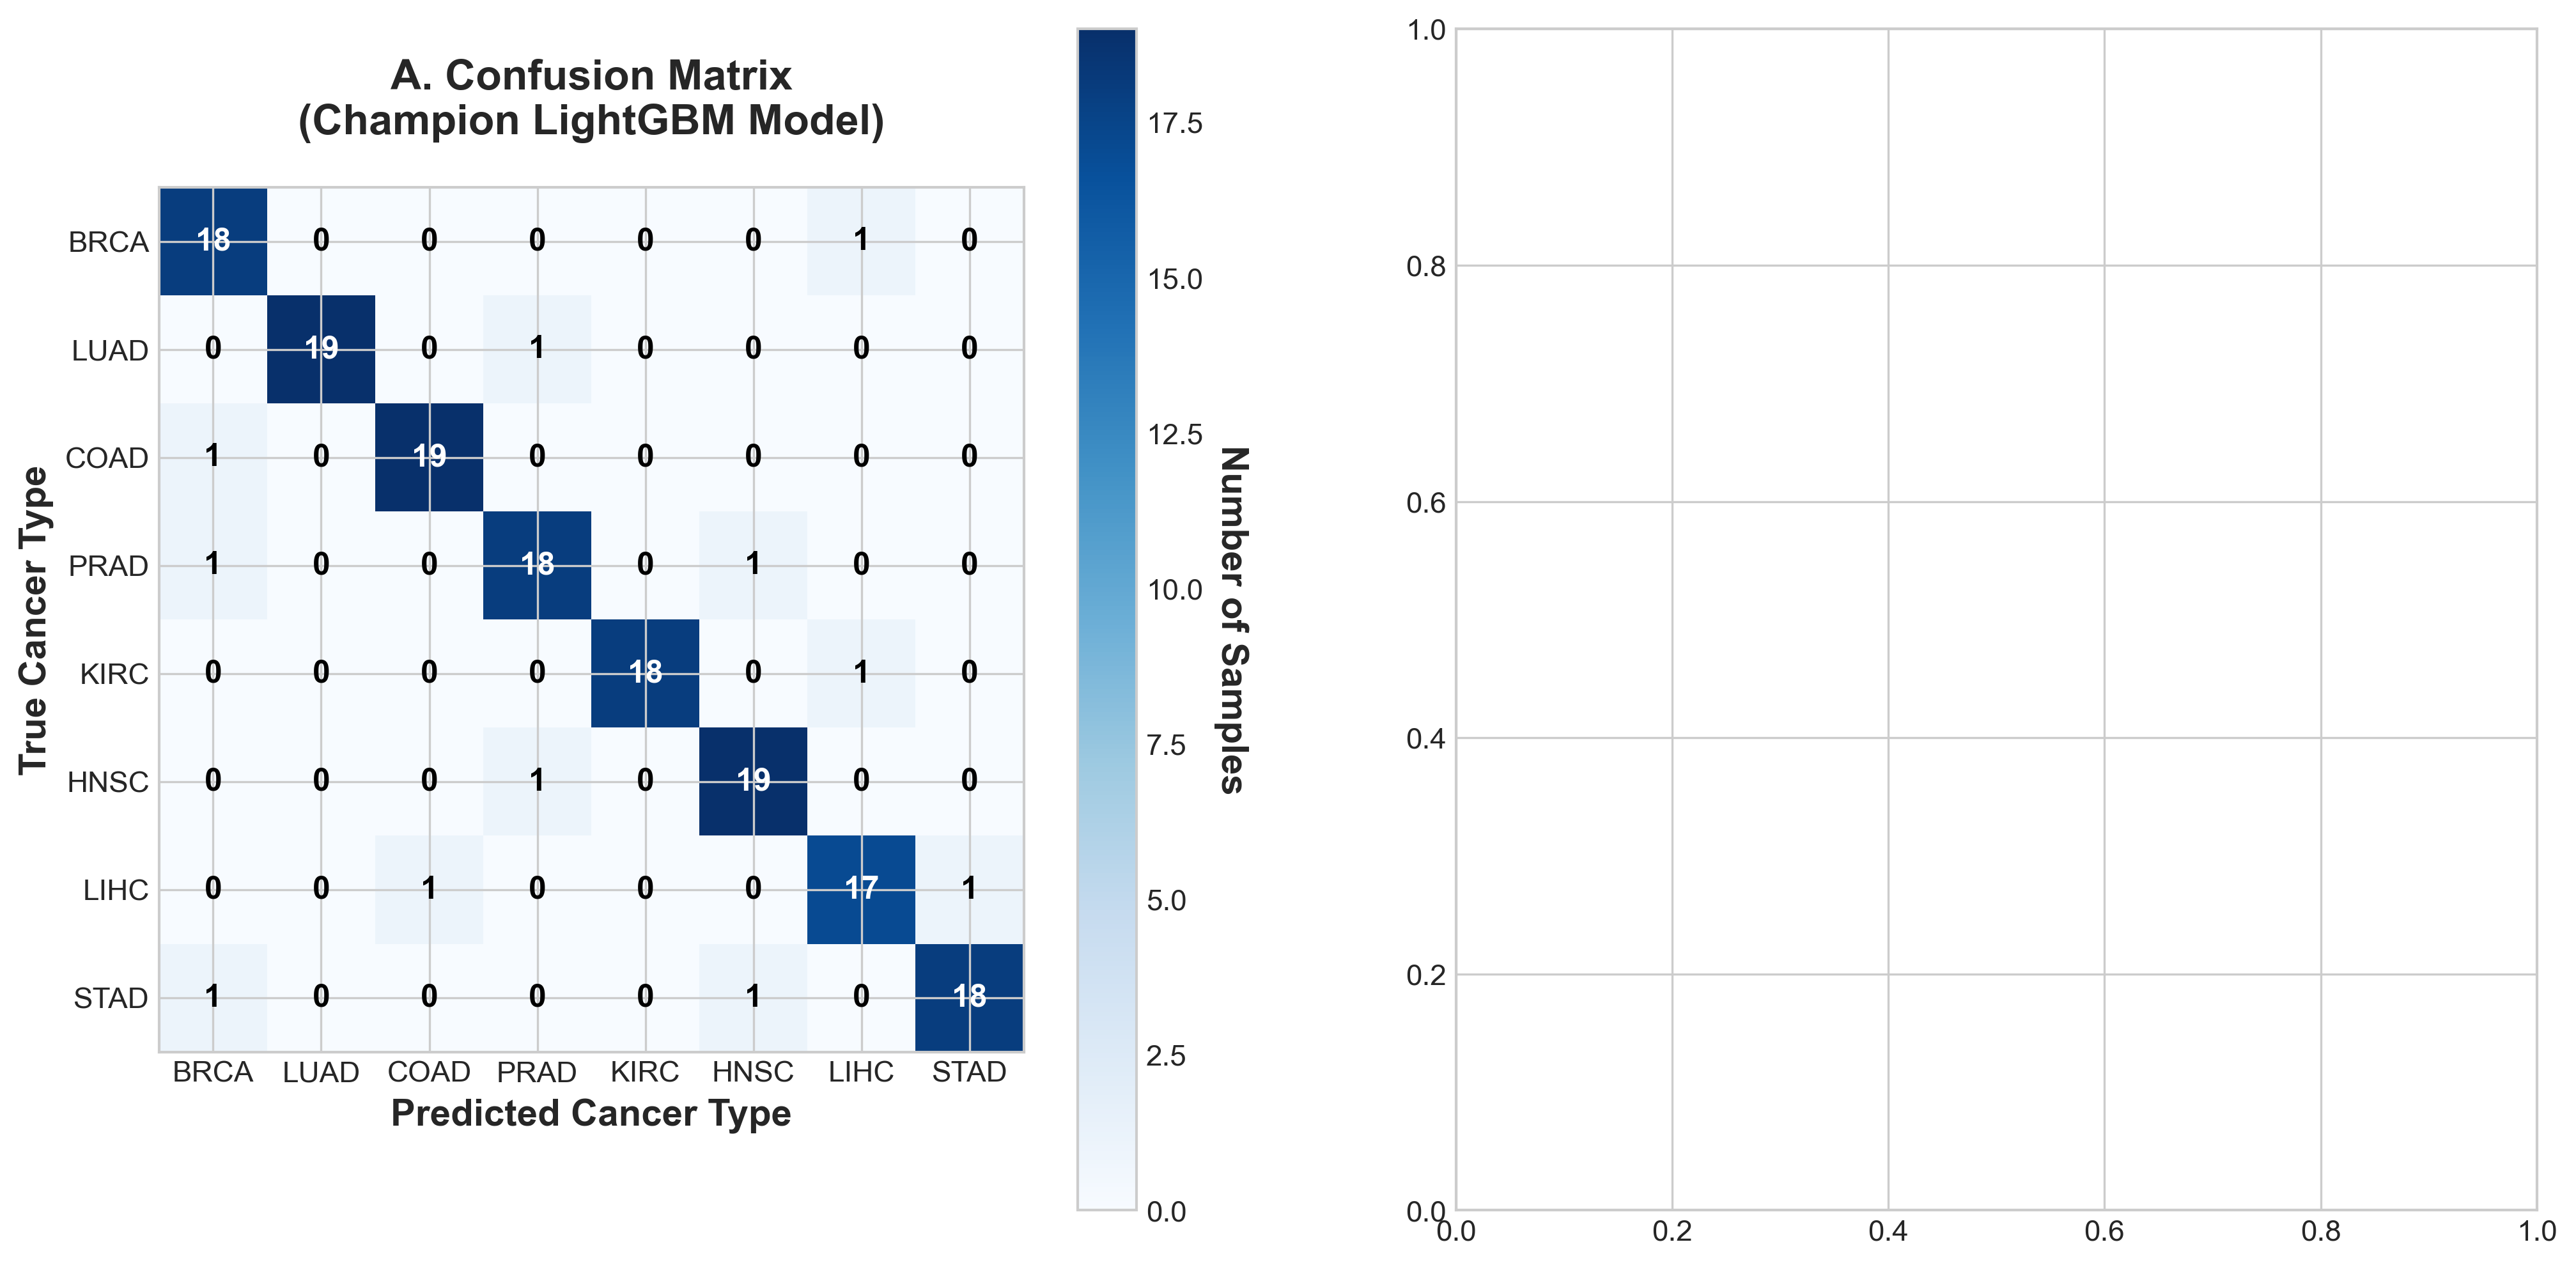 A. Confusion Matrix
(Champion LightGBM Model)
True Cancer Type
BRCA 18 0 0 0 0 0 1 0
LUAD 0 19 0 1 0 0 0 0
COAD 1 0 19 0 0 0 0 0
PRAD 1 0 0 18 0 1 0 0
KIRC 0 0 0 0 18 0 1 0
HNSC 0 0 0 1 0 19 0 0
LIHC 0 0 1 0 0 0 17 1
STAD 1 0 0 0 0 1 0 18
BRCA LUAD COAD PRAD KIRC HNSC LIHC STAD
Predicted Cancer Type
17.5
15.0
12.5
10.0
7.5
5.0
2.5
0.0
Number of Samples
1.0
0.8
0.6
0.4
0.2
0.0
0.0 0.2 0.4 0.6 0.8 1.0